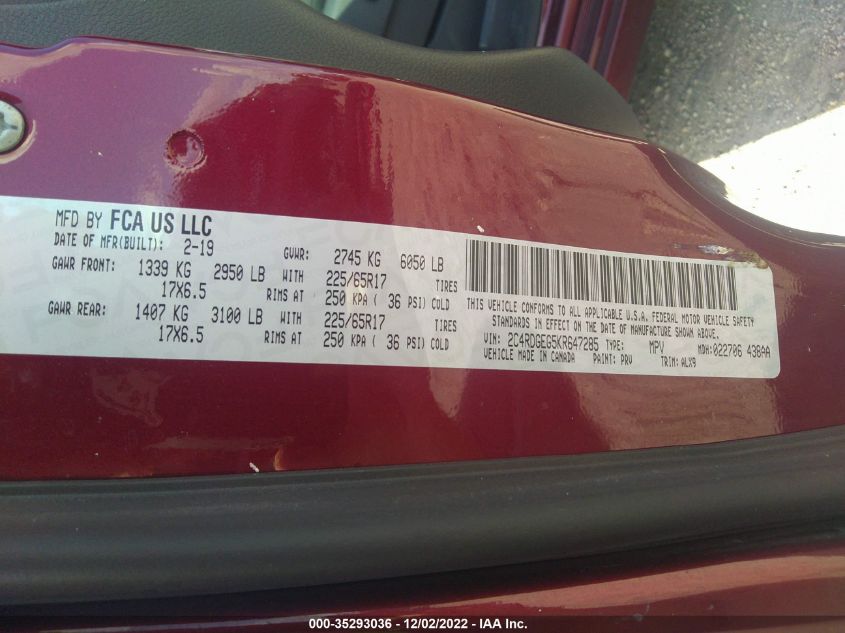 MFD BY FCA US LLC
DATE OF MFR(BUILT): 2-19 GVWR: 2745 KG 6050 LB
GAWR FRONT: 1339 KG 2950 LB WITH 225/65R17 TIRES
17X6.5 RIMS AT 250 KPA ( 36 PSI) COLD
GAWR REAR: 1407 KG 3100 LB WITH 225/65R17 TIRES
17X6.5 RIMS AT 250 KPA ( 36 PSI) COLD
THIS VEHICLE CONFORMS TO ALL APPLICABLE U.S.A. FEDERAL MOTOR VEHICLE SAFETY
STANDARDS IN EFFECT ON THE DATE OF MANUFACTURE SHOWN ABOVE.
VIN: 2C4RDGEG5KR647285 TYPE: MPV MDH: 022706 438AA
VEHICLE MADE IN CANADA PAINT: PRV TRIM: ALX9
000-35293036 - 12/02/2022 - IAA Inc.